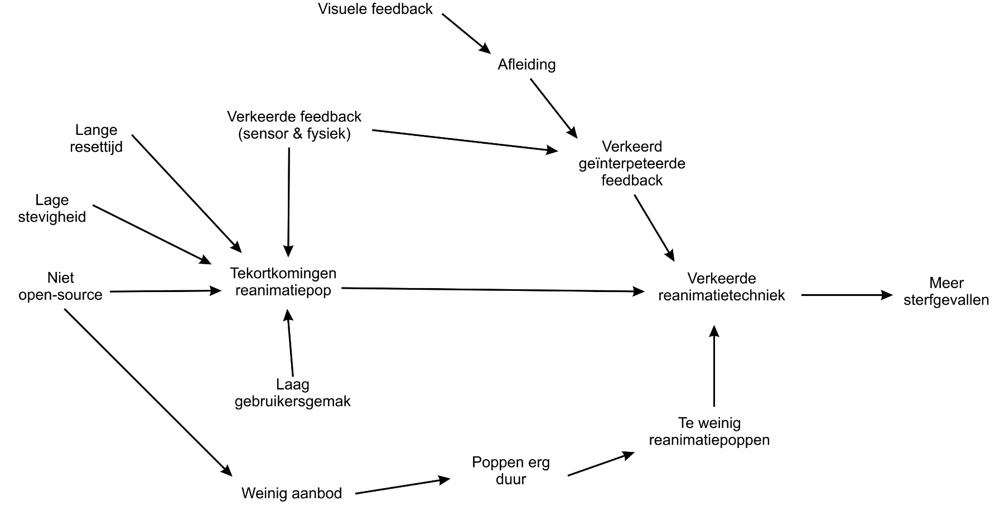 Visuele feedback
Afleiding
Verkeerde feedback
(sensor & fysiek)
Lange
resettijd
Verkeerd
geïnterpeteerde
feedback
Lage
stevigheid
Niet
open-source
Tekortkomingen
reanimatiepop
Verkeerde
reanimatietechniek
Meer
sterfgevallen
Laag
gebruikersgemak
Te weinig
reanimatiepoppen
Poppen erg
duur
Weinig aanbod